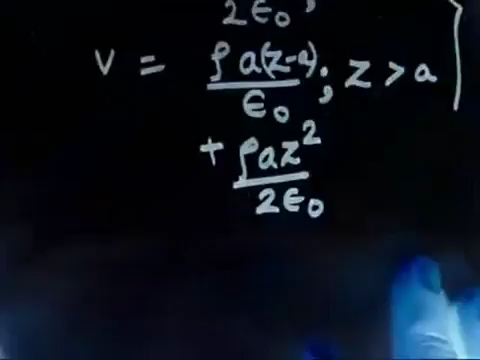 2ϵ₀ ;
V = ρa(z-a)/ϵ₀ ; z > a
+ ρaz²/2ϵ₀